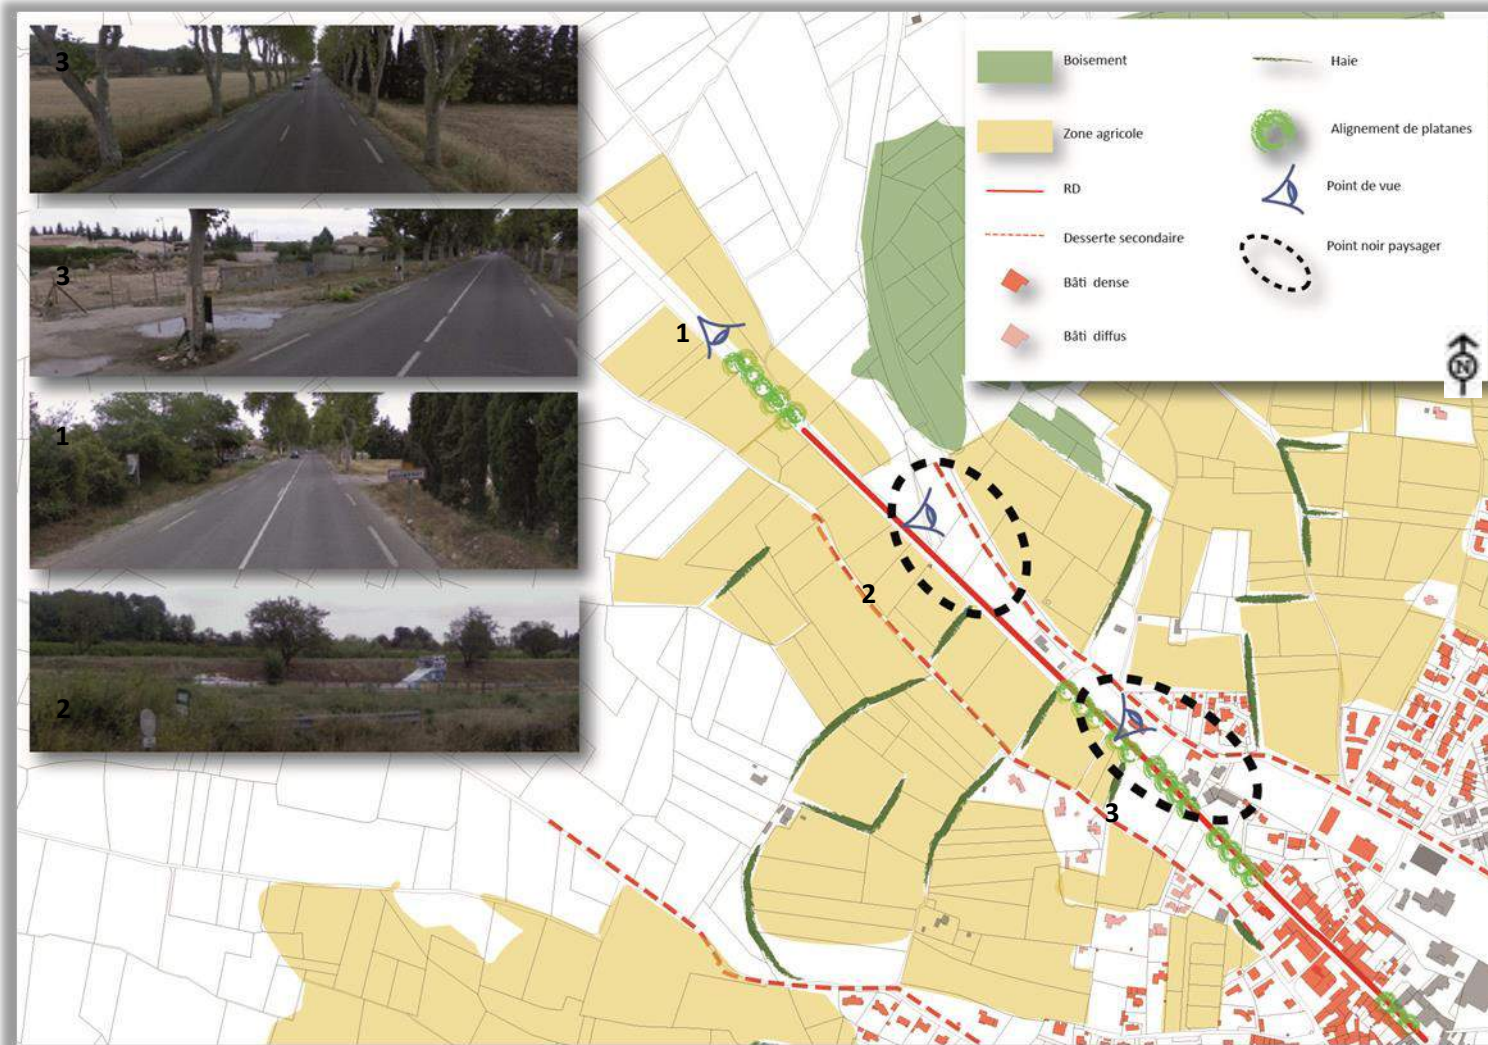 3
3
1
2
Boisement
Haie
Zone agricole
Alignement de platanes
RD
Point de vue
Desserte secondaire
Point noir paysager
Bâti dense
Bâti diffus
N
1
2
3